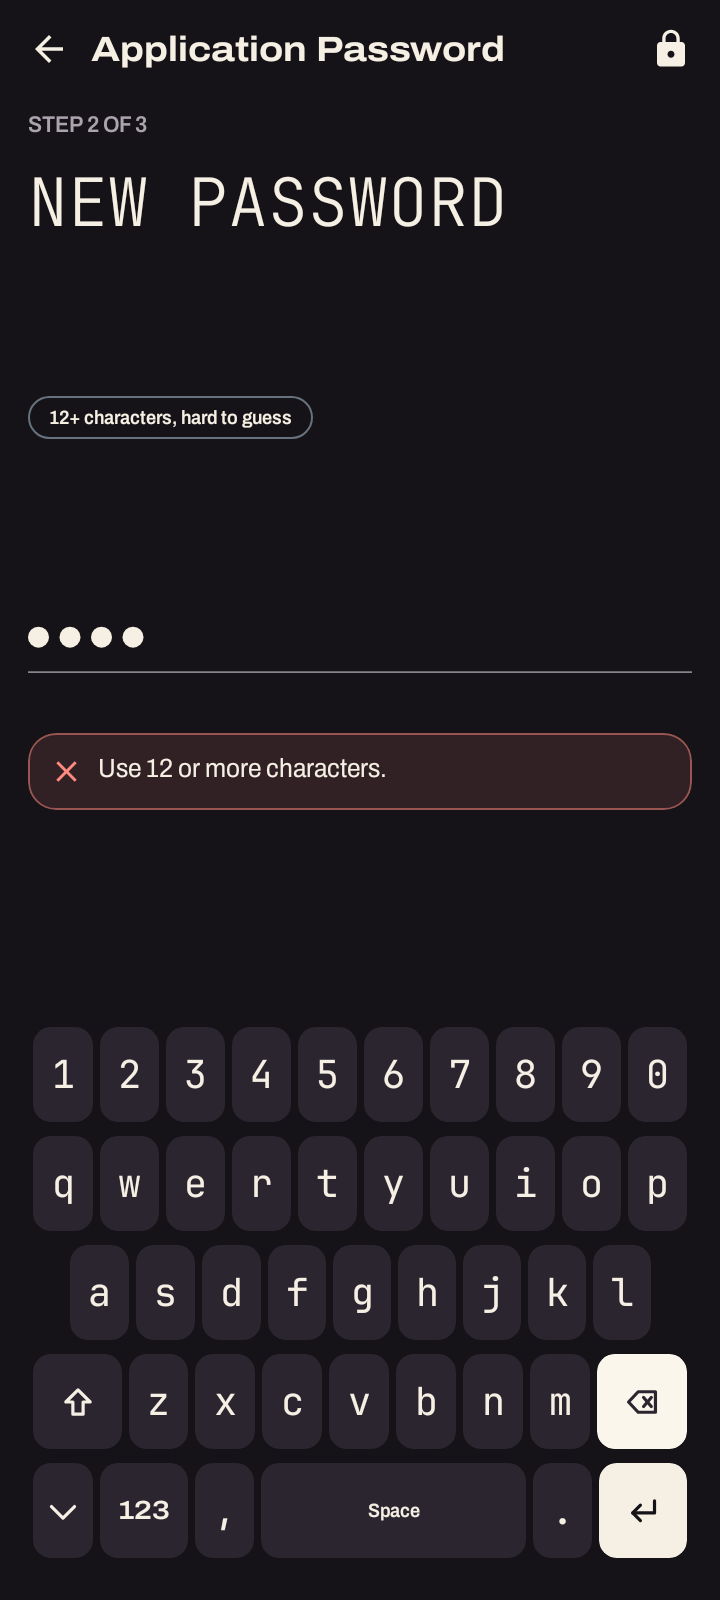 Application Password
STEP 2 OF 3
NEW PASSWORD
12+ characters, hard to guess
Use 12 or more characters.
1 2 3 4 5 6 7 8 9 0
q w e r t y u i o p
a s d f g h j k l
z x c v b n m
123 , Space .